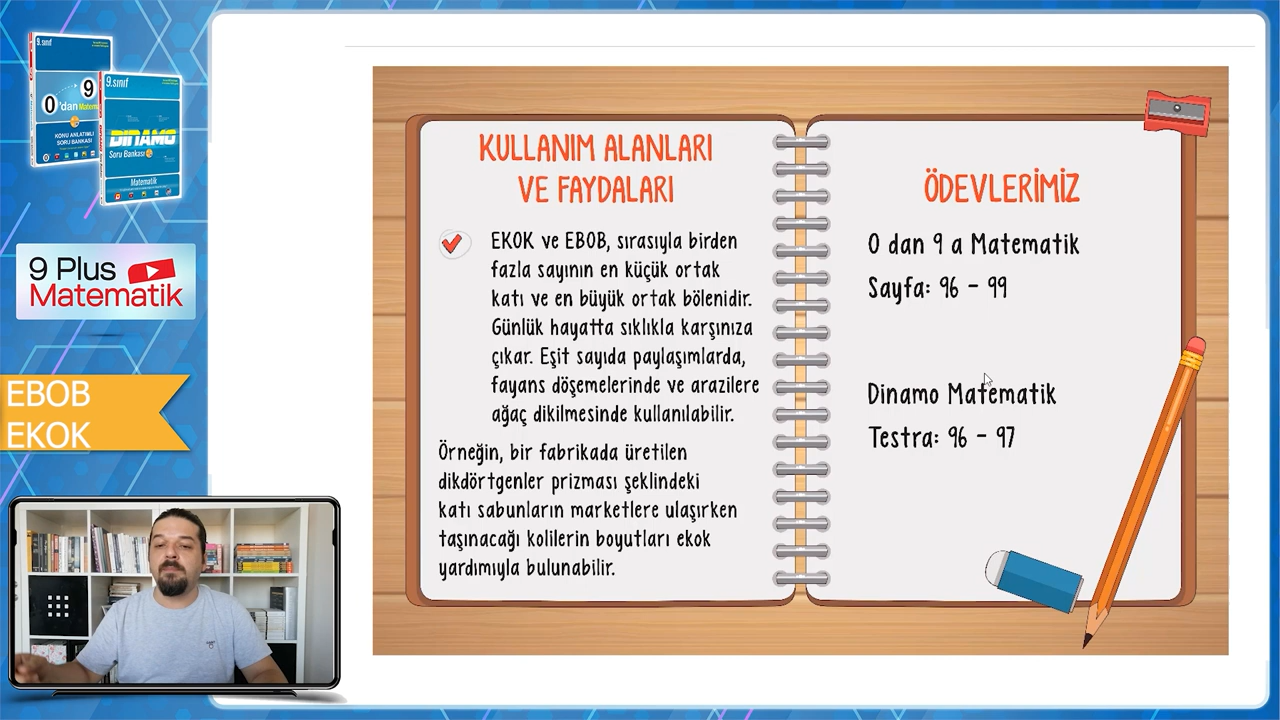 9.sınıf
0'dan 9
Matematik
KONU ANLATIMLI
SORU BANKASI
9.sınıf
DİNAMO
Soru Bankası
Matematik
9 Plus
Matematik
EBOB
EKOK
KULLANIM ALANLARI
VE FAYDALARI
EKOK ve EBOB, sırasıyla birden
fazla sayının en küçük ortak
katı ve en büyük ortak bölenidir.
Günlük hayatta sıklıkla karşınıza
çıkar. Eşit sayıda paylaşımlarda,
fayans döşemelerinde ve arazilere
ağaç dikilmesinde kullanılabilir.
Örneğin, bir fabrikada üretilen
dikdörtgenler prizması şeklindeki
katı sabunların marketlere ulaşırken
taşınacağı kolilerin boyutları ekok
yardımıyla bulunabilir.
ÖDEVLERİMİZ
0 dan 9 a Matematik
Sayfa: 96 - 99
Dinamo Matematik
Testra: 96 - 97